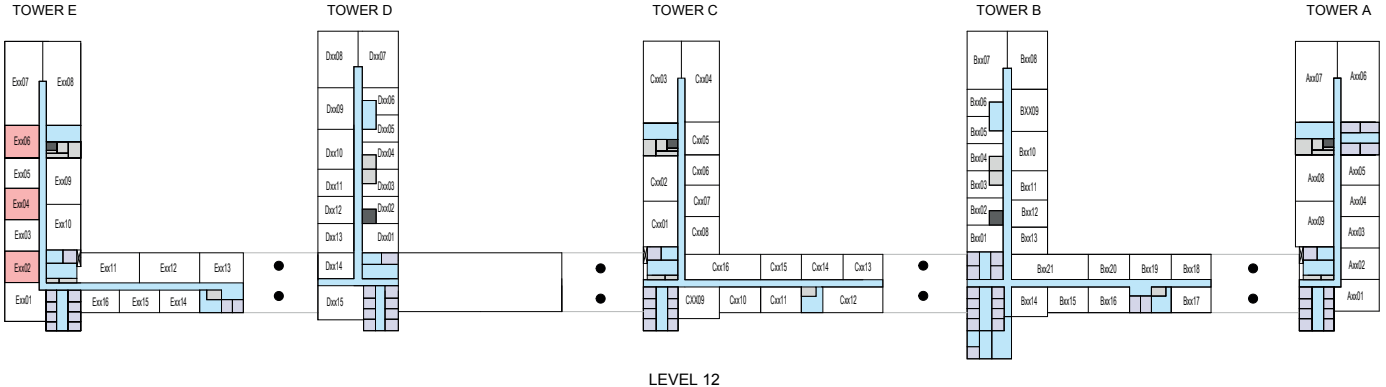 TOWER E
TOWER D
TOWER C
TOWER B
TOWER A
Exx07
Exx08
Exx06
Exx05
Exx09
Exx04
Exx03
Exx10
Exx02
Exx01
Exx11
Exx12
Exx13
Exx16
Exx15
Exx14
Dxx08
Dxx07
Dxx09
Dxx06
Dxx05
Dxx10
Dxx04
Dxx11
Dxx03
Dxx12
Dxx02
Dxx13
Dxx01
Dxx14
Dxx15
Cxx03
Cxx04
Cxx05
Cxx02
Cxx06
Cxx07
Cxx01
Cxx08
Cxx16
Cxx15
Cxx14
Cxx13
CXX09
Cxx10
Cxx11
Cxx12
Bxx07
Bxx08
Bxx06
BXX09
Bxx05
Bxx04
Bxx10
Bxx03
Bxx11
Bxx02
Bxx12
Bxx01
Bxx13
Bxx21
Bxx20
Bxx19
Bxx18
Bxx14
Bxx15
Bxx16
Bxx17
Axx07
Axx06
Axx08
Axx05
Axx04
Axx09
Axx03
Axx02
Axx01
LEVEL 12